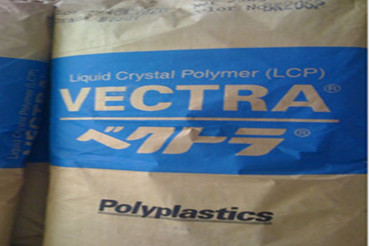 Liquid Crystal Polymer (LCP)
VECTRA®
ベクトラ®
Polyplastics